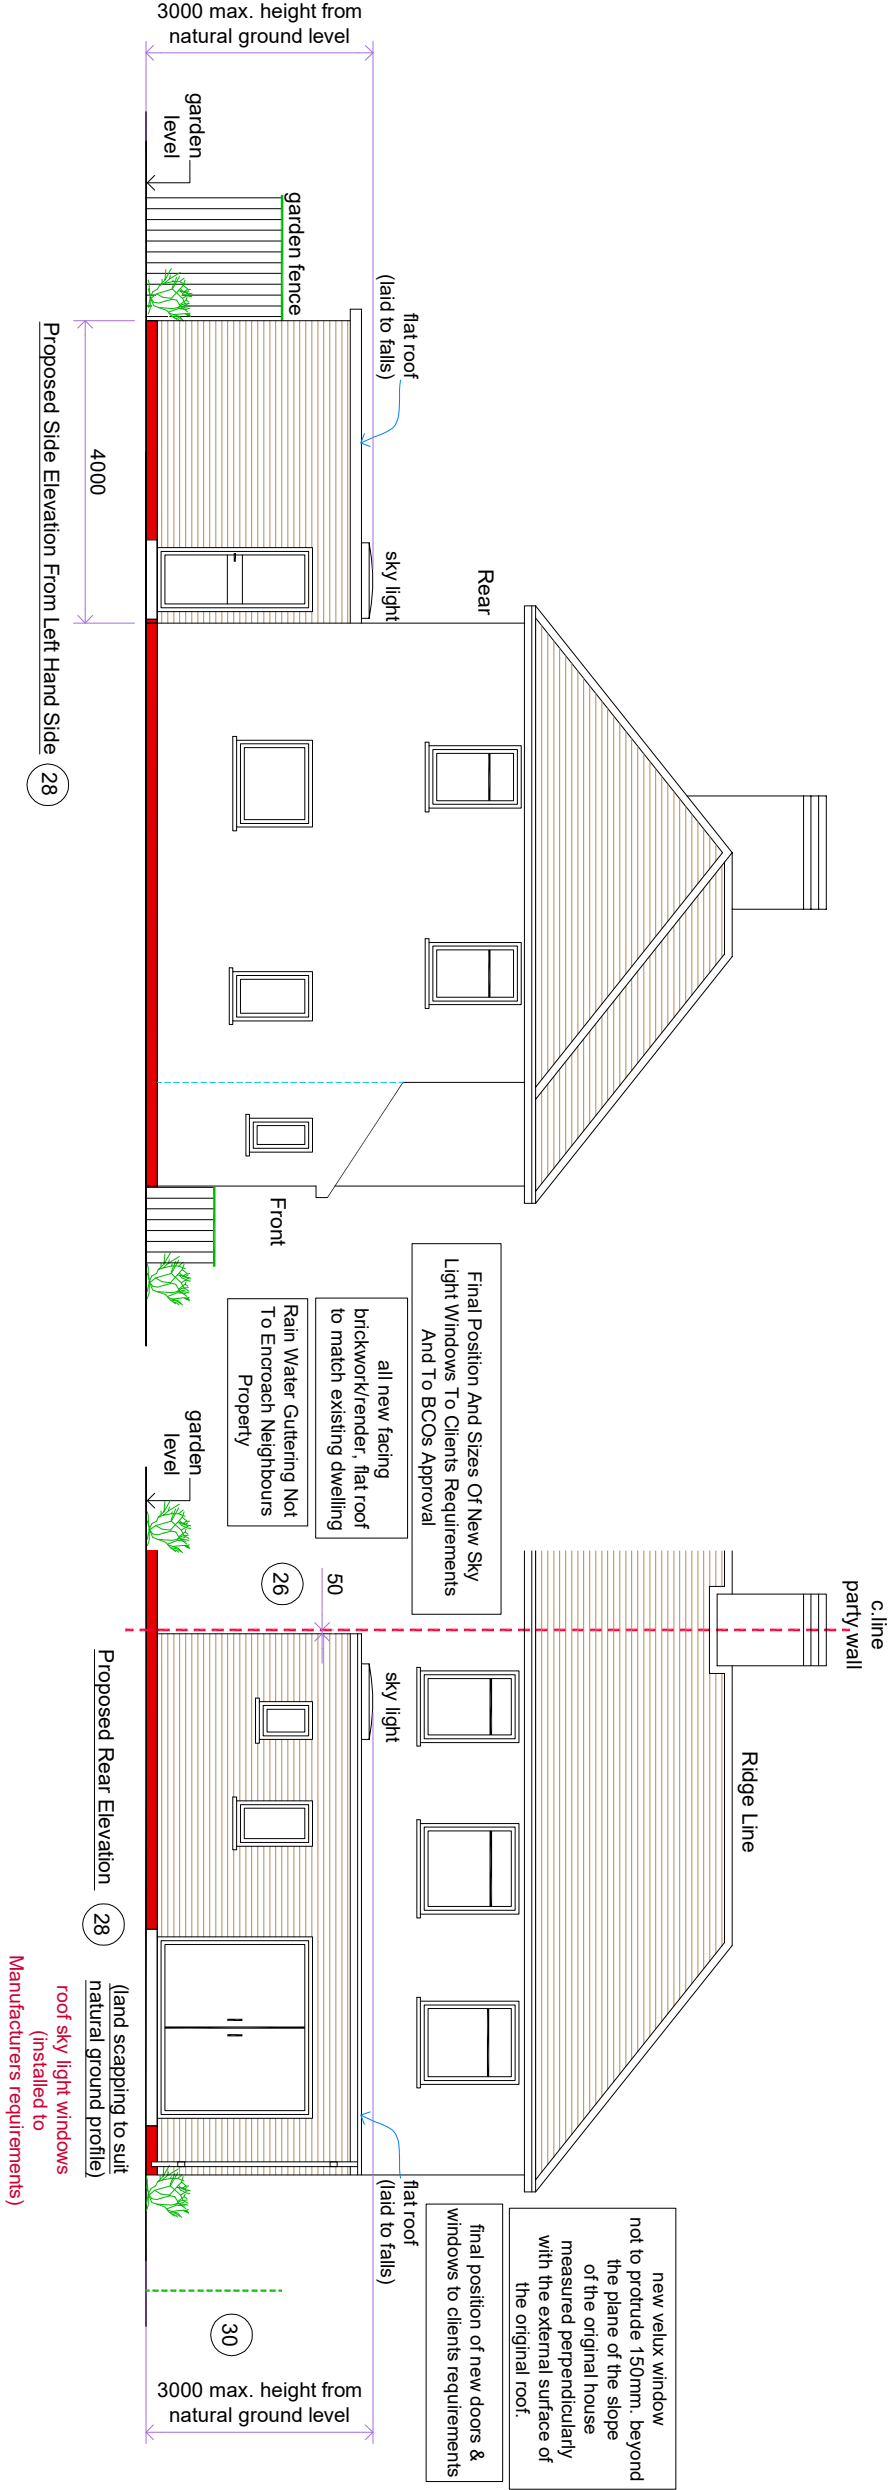 3000 max. height from
natural ground level
garden
level
garden fence
flat roof
(laid to falls)
sky light
Rear
4000
Proposed Side Elevation From Left Hand Side
28
Front
Final Position And Sizes Of New Sky
Light Windows To Clients Requirements
And To BCOs Approval
all new facing
brickwork/render, flat roof
to match existing dwelling
Rain Water Guttering Not
To Encroach Neighbours
Property
garden
level
26
50
c.line
party wall
sky light
Ridge Line
Proposed Rear Elevation
28
(land scapping to suit
natural ground profile)
roof sky light windows
(installed to
Manufacturers requirements)
flat roof
(laid to falls)
new velux window
not to protrude 150mm. beyond
the plane of the slope
of the original house
measured perpendicularly
with the external surface of
the original roof.
final position of new doors &
windows to clients requirements
30
3000 max. height from
natural ground level